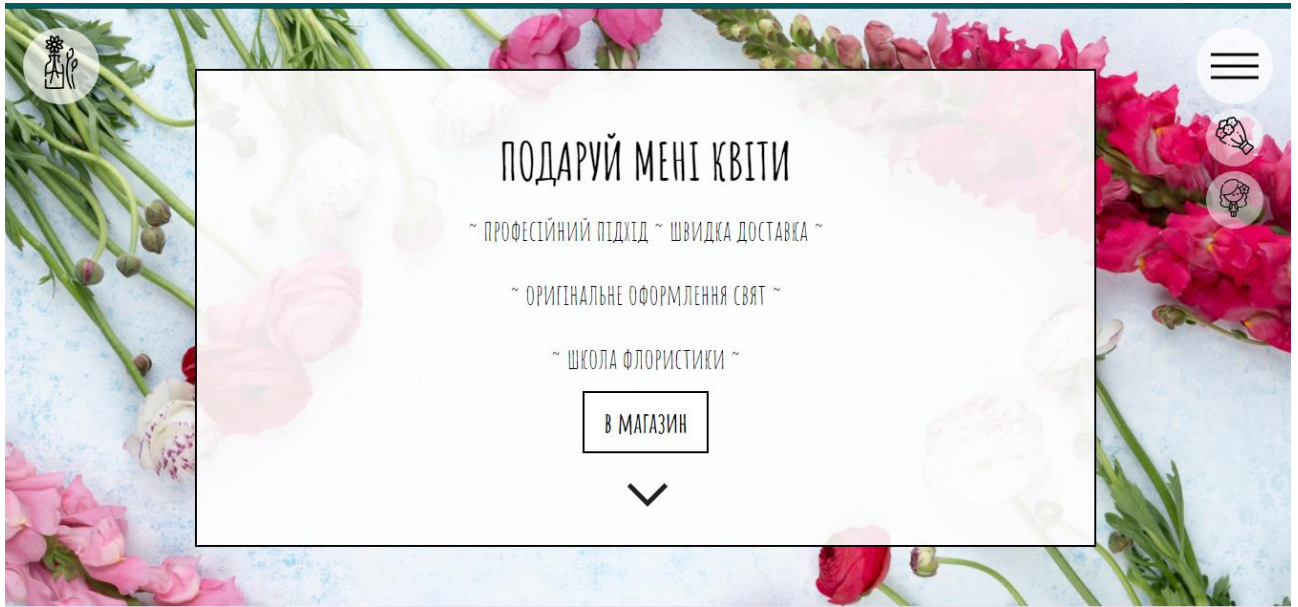 ПОДАРУЙ МЕНІ КВІТИ
~ ПРОФЕСІЙНИЙ ПІДХІД ~ ШВИДКА ДОСТАВКА ~
~ ОРИГІНАЛЬНЕ ОФОРМЛЕННЯ СВЯТ ~
~ ШКОЛА ФЛОРИСТИКИ ~
В МАГАЗИН